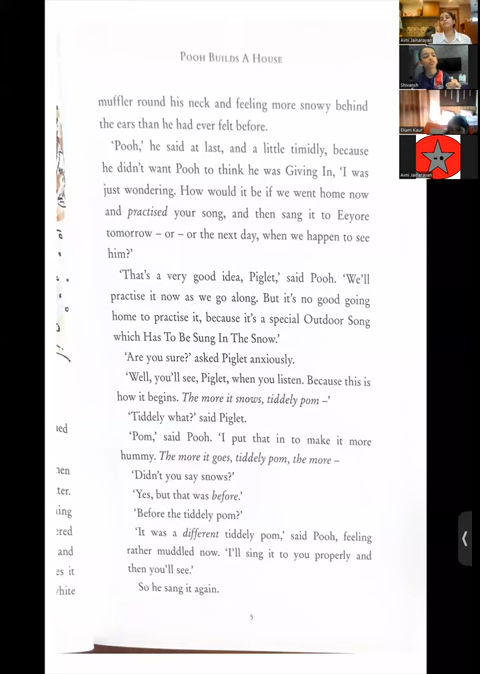 POOH BUILDS A HOUSE
muffler round his neck and feeling more snowy behind
the ears than he had ever felt before.
'Pooh,' he said at last, and a little timidly, because
he didn't want Pooh to think he was Giving In, 'I was
just wondering. How would it be if we went home now
and practised your song, and then sang it to Eeyore
tomorrow – or – or the next day, when we happen to see
him?'
'That's a very good idea, Piglet,' said Pooh. 'We'll
practise it now as we go along. But it's no good going
home to practise it, because it's a special Outdoor Song
which Has To Be Sung In The Snow.'
'Are you sure?' asked Piglet anxiously.
'Well, you'll see, Piglet, when you listen. Because this is
how it begins. The more it snows, tiddely pom –'
'Tiddely what?' said Piglet.
'Pom,' said Pooh. 'I put that in to make it more
hummy. The more it goes, tiddely pom, the more –
'Didn't you say snows?'
'Yes, but that was before.'
'Before the tiddely pom?'
'It was a different tiddely pom,' said Pooh, feeling
rather muddled now. 'I'll sing it to you properly and
then you'll see.'
So he sang it again.
5
ter.
and
es it
Aimi Jainarayan
Shivansh
Ekam Kaur
Aimi Jainarayan